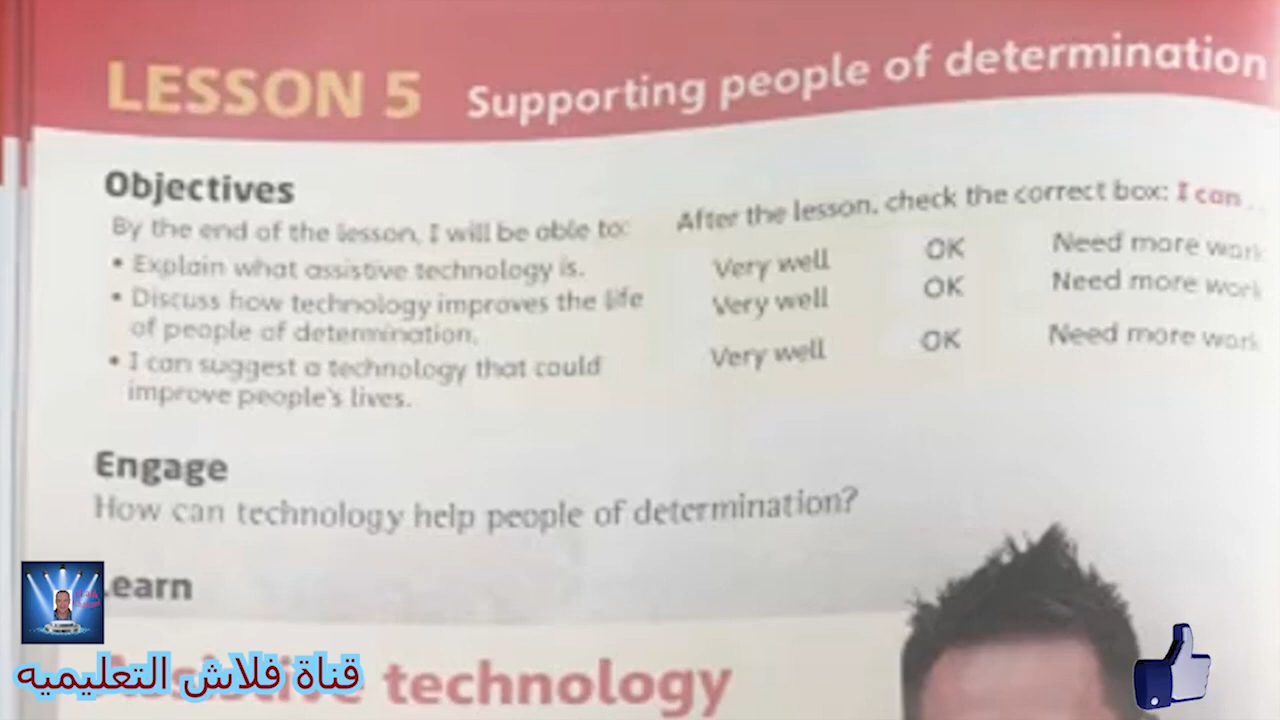 LESSON 5 Supporting people of determination
Objectives
By the end of the lesson, I will be able to:
• Explain what assistive technology is.
• Discuss how technology improves the life
of people of determination.
• I can suggest a technology that could
improve people's lives.
After the lesson, check the correct box: I can . . .
Very well OK Need more work
Very well OK Need more work
Very well OK Need more work
Engage
How can technology help people of determination?
Learn
Assistive technology
قناة فلاش التعليميه